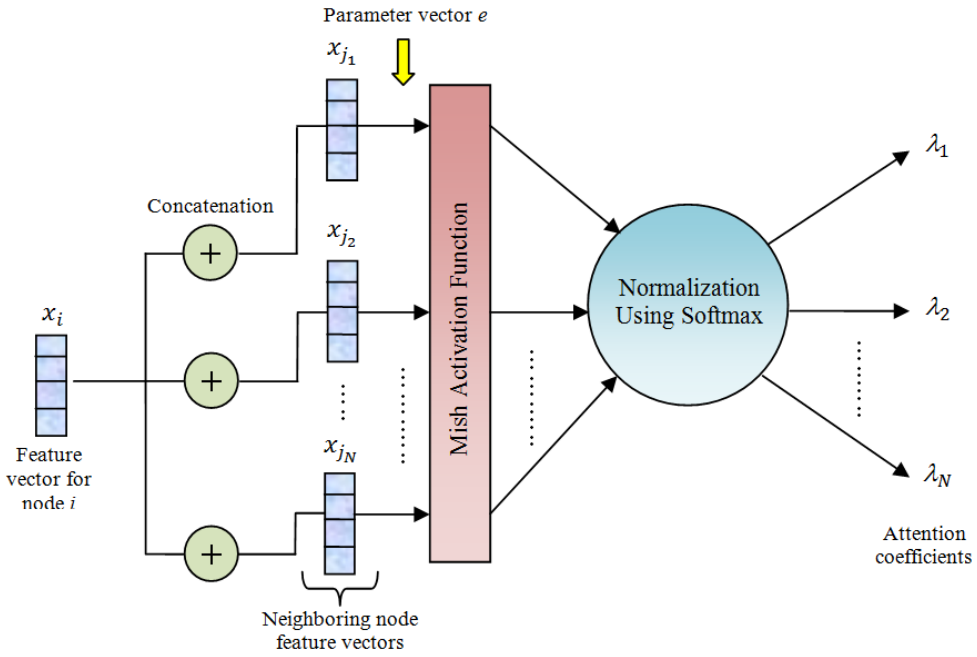 Parameter vector e
x_{j_1}
Concatenation
+
x_{j_2}
x_i
+
Feature
vector for
node i
x_{j_N}
+
Neighboring node
feature vectors
Mish Activation Function
Normalization
Using Softmax
λ_1
λ_2
λ_N
Attention
coefficients